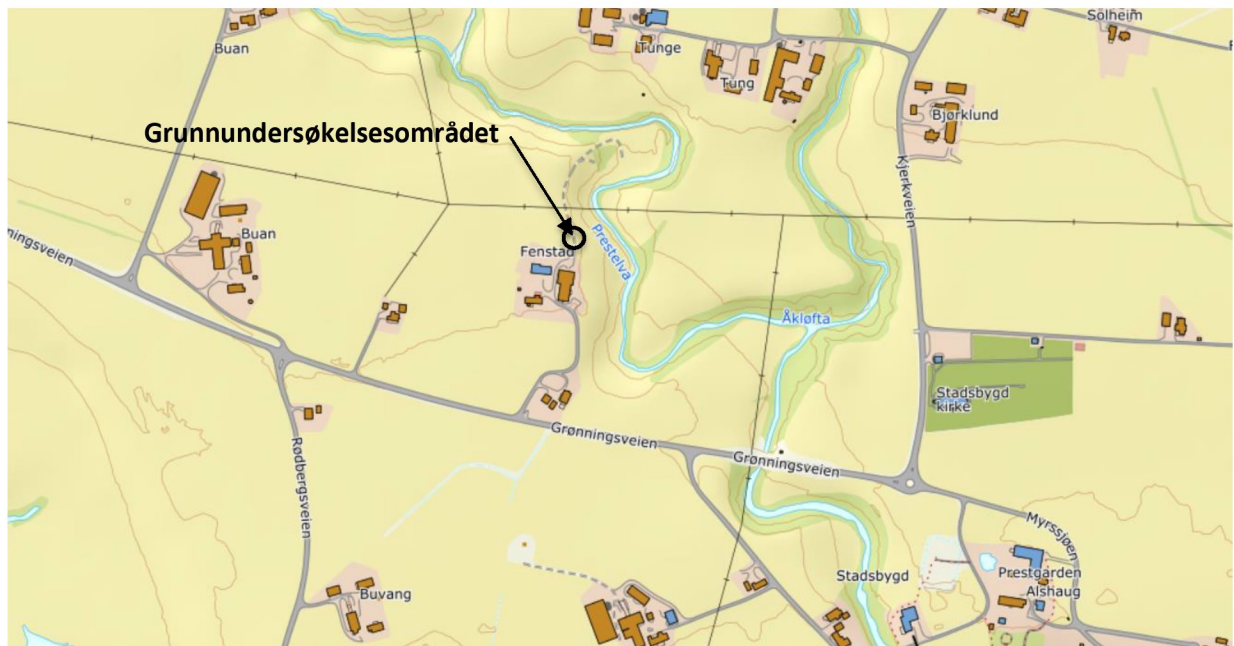 Solheim
Buan
Tunge
Tung
Bjørklund
Grunnundersøkelsesområdet
Kjerkveien
Buan
ningsveien
Fenstad
Prestelva
Åkløfta
Stadsbygd
kirke
Grønningsveien
Grønningsveien
Rødbergsveien
Myrssjøen
Stadsbygd
Prestgården
Alshaug
Buvang